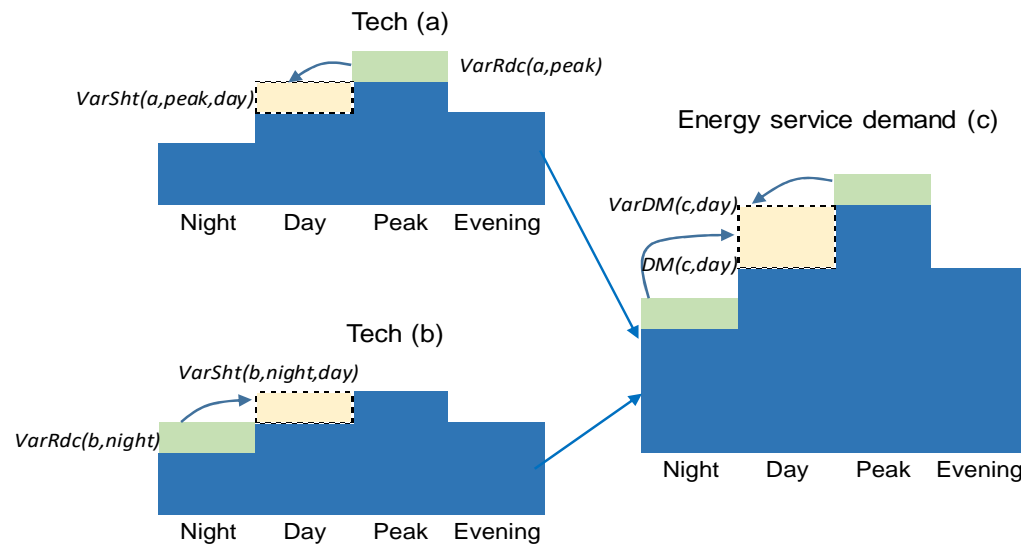 Tech (a)
VarRdc(a,peak)
VarSht(a,peak,day)
Night Day Peak Evening
Energy service demand (c)
VarDM(c,day)
DM(c,day)
Night Day Peak Evening
Tech (b)
VarSht(b,night,day)
VarRdc(b,night)
Night Day Peak Evening